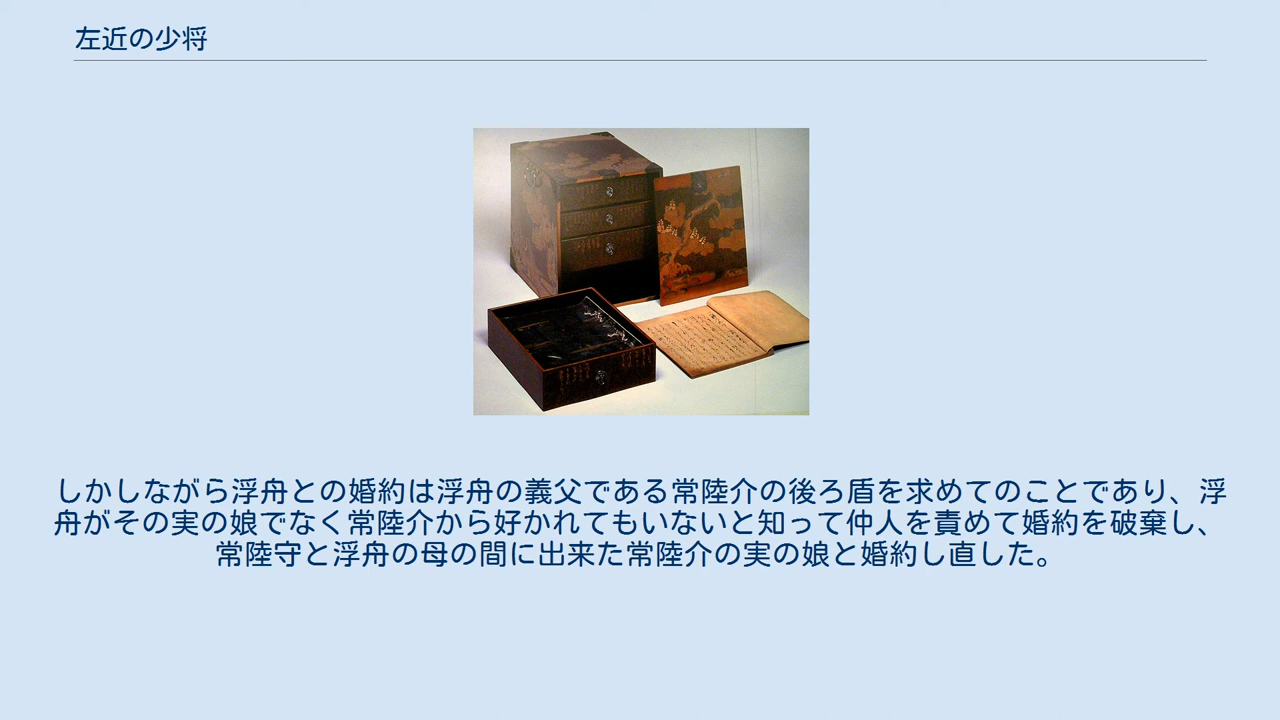 左近の少将
しかしながら浮舟との婚約は浮舟の義父である常陸介の後ろ盾を求めてのことであり、浮
舟がその実の娘でなく常陸介から好かれてもいないと知って仲人を責めて婚約を破棄し、
常陸守と浮舟の母の間に出来た常陸介の実の娘と婚約し直した。